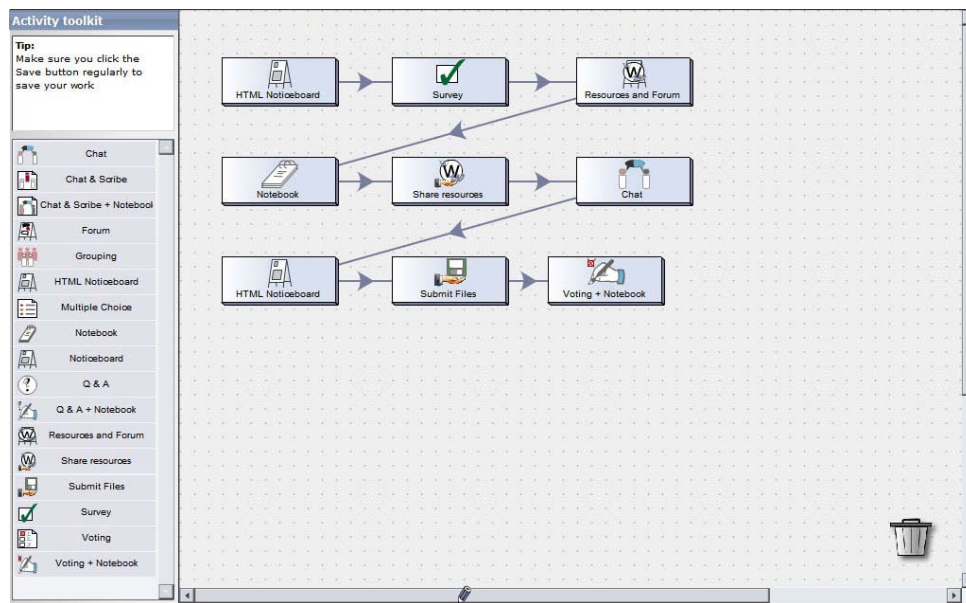 Activity toolkit
Tip:
Make sure you click the
Save button regularly to
save your work
Chat
Chat & Scribe
Chat & Scribe + Notebook
Forum
Grouping
HTML Noticeboard
Multiple Choice
Notebook
Noticeboard
Q & A
Q & A + Notebook
Resources and Forum
Share resources
Submit Files
Survey
Voting
Voting + Notebook
HTML Noticeboard
Survey
Resources and Forum
Notebook
Share resources
Chat
HTML Noticeboard
Submit Files
Voting + Notebook